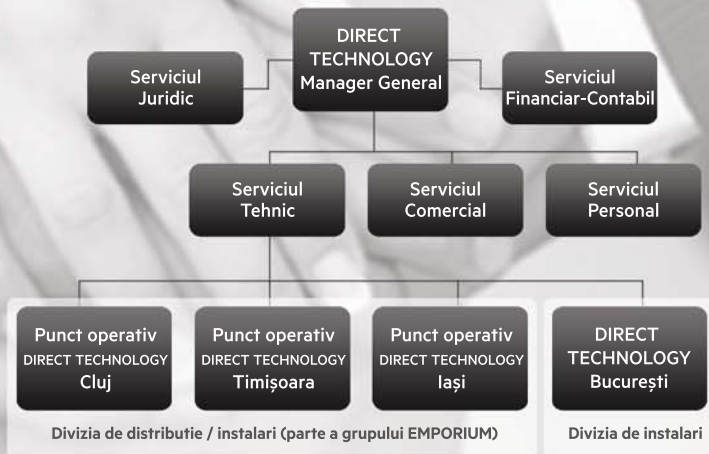 DIRECT
TECHNOLOGY
Manager General
Serviciul
Juridic
Serviciul
Financiar-Contabil
Serviciul
Tehnic
Serviciul
Comercial
Serviciul
Personal
Punct operativ
DIRECT TECHNOLOGY
Cluj
Punct operativ
DIRECT TECHNOLOGY
Timișoara
Punct operativ
DIRECT TECHNOLOGY
Iași
DIRECT
TECHNOLOGY
București
Divizia de distributie / instalari (parte a grupului EMPORIUM)
Divizia de instalari